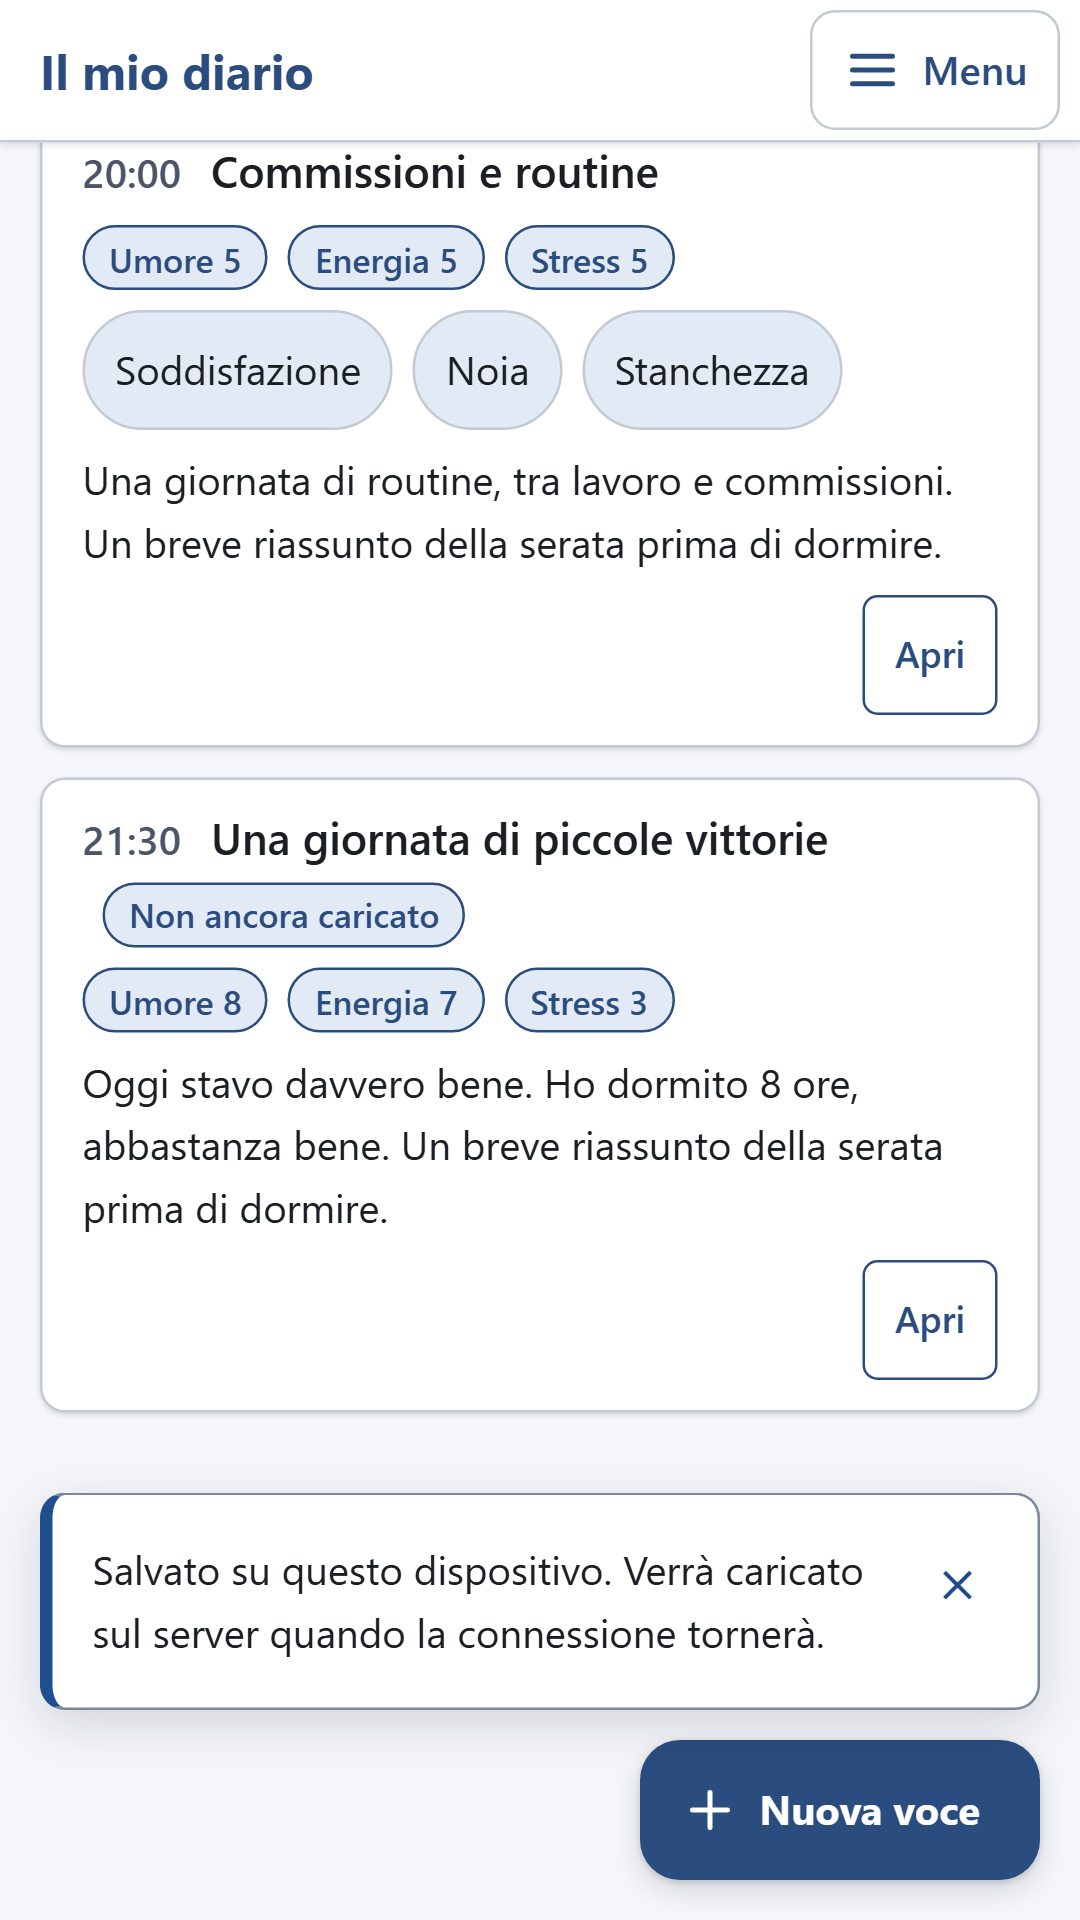 Il mio diario
Menu
20:00 Commissioni e routine
Umore 5 Energia 5 Stress 5
Soddisfazione Noia Stanchezza
Una giornata di routine, tra lavoro e commissioni.
Un breve riassunto della serata prima di dormire.
Apri
21:30 Una giornata di piccole vittorie
Non ancora caricato
Umore 8 Energia 7 Stress 3
Oggi stavo davvero bene. Ho dormito 8 ore,
abbastanza bene. Un breve riassunto della serata
prima di dormire.
Apri
Salvato su questo dispositivo. Verrà caricato
sul server quando la connessione tornerà.
Nuova voce